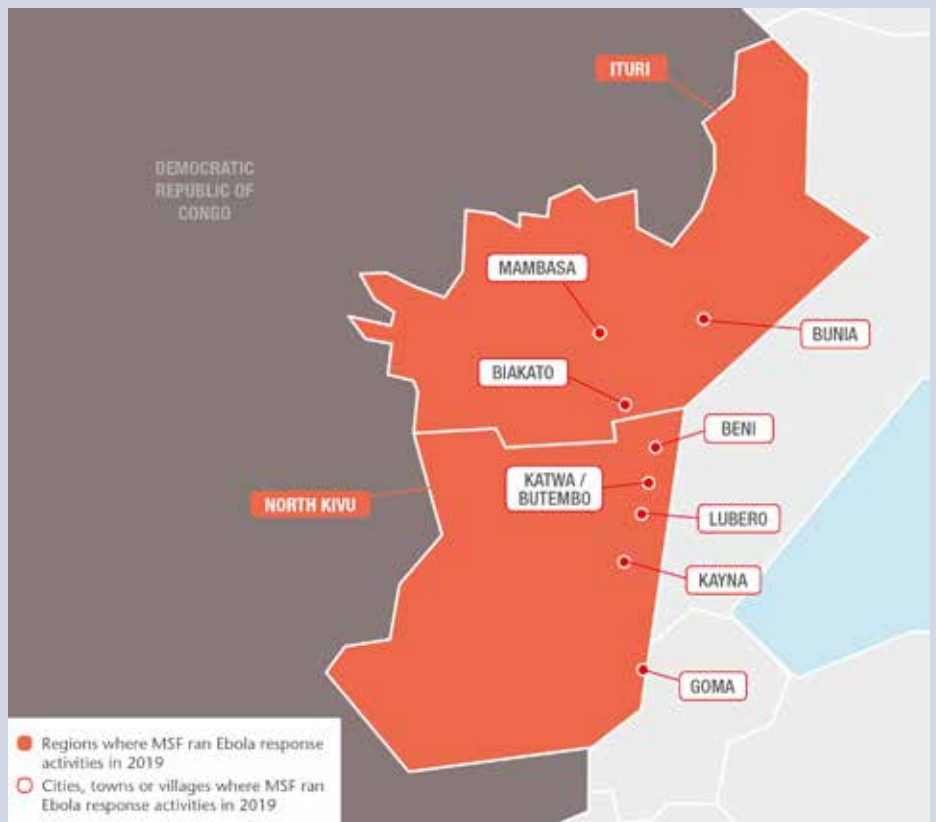 ITURI
DEMOCRATIC
REPUBLIC OF
CONGO
MAMBASA
BUNIA
BIAKATO
BENI
KATWA /
BUTEMBO
NORTH KIVU
LUBERO
KAYNA
GOMA
Regions where MSF ran Ebola response
activities in 2019
Cities, towns or villages where MSF ran
Ebola response activities in 2019